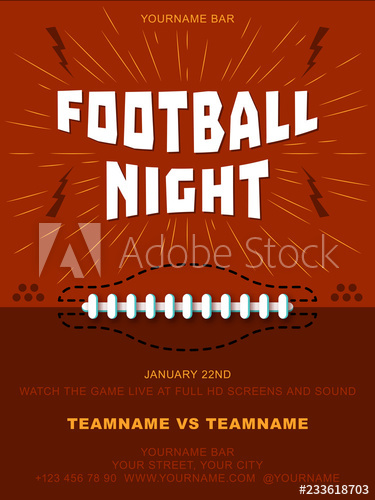 YOURNAME BAR
FOOTBALL
NIGHT
Adobe Stock
JANUARY 22ND
WATCH THE GAME LIVE AT FULL HD SCREENS AND SOUND
TEAMNAME VS TEAMNAME
YOURNAME BAR
YOUR STREET, YOUR CITY
+123 456 78 90 WWW.YOURNAME.COM @YOURNAME
#233618703